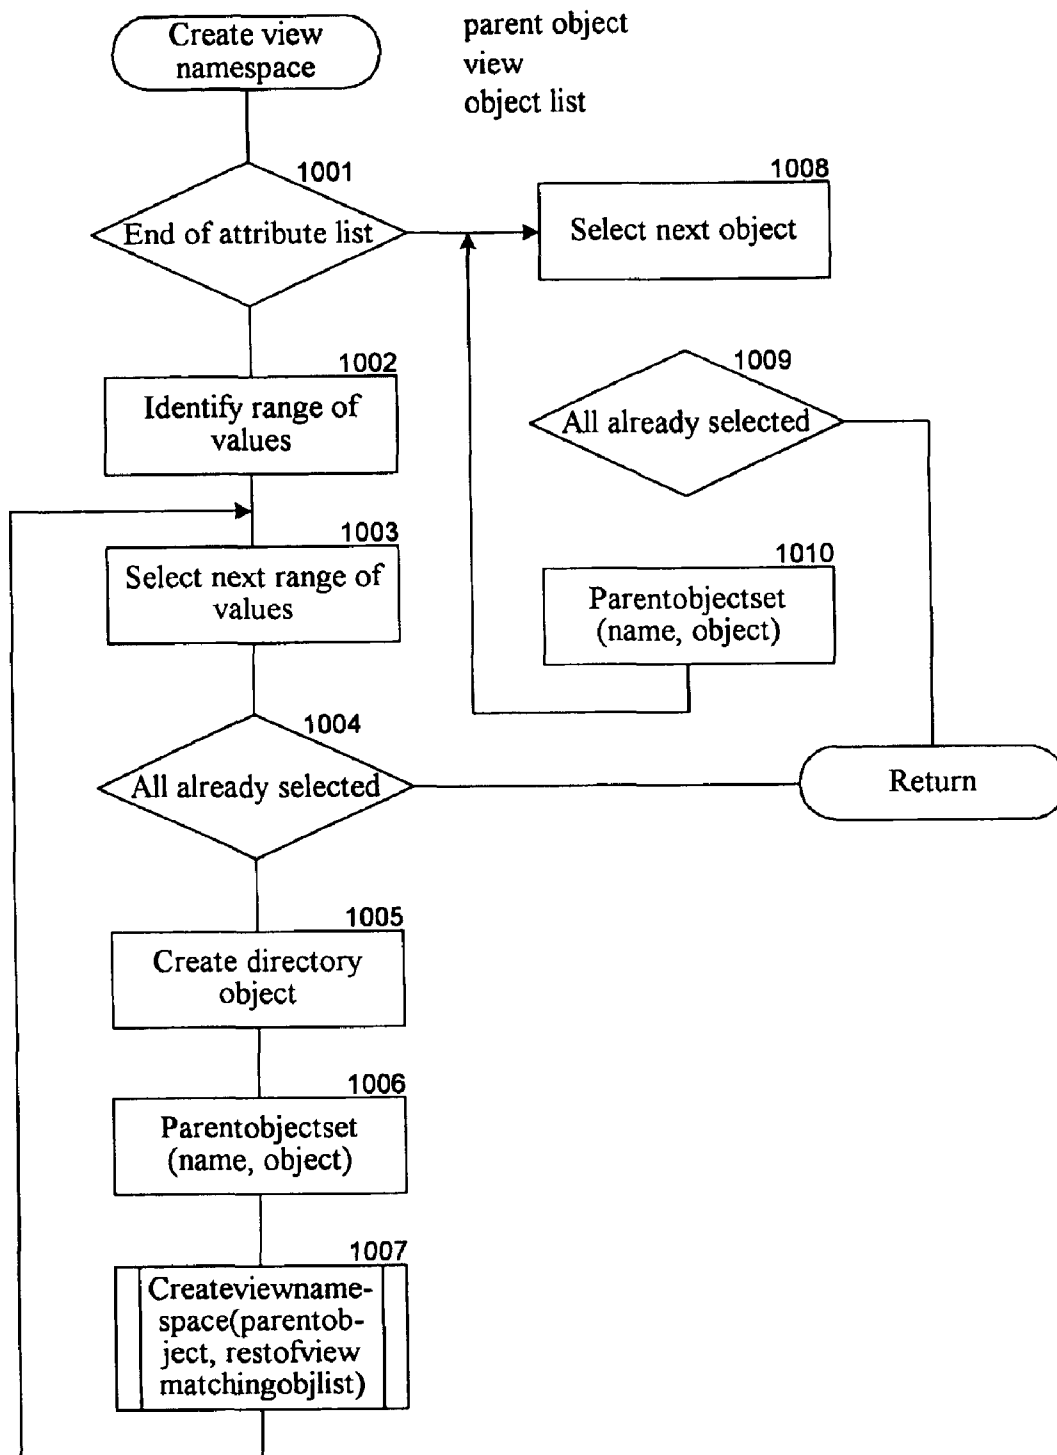 Create view
namespace
parent object
view
object list
1001
End of attribute list
1008
Select next object
1002
Identify range of
values
1009
All already selected
1003
Select next range of
values
1010
Parentobjectset
(name, object)
1004
All already selected
Return
1005
Create directory
object
1006
Parentobjectset
(name, object)
1007
Createviewname-
space(parentob-
ject, restofview
matchingobjlist)